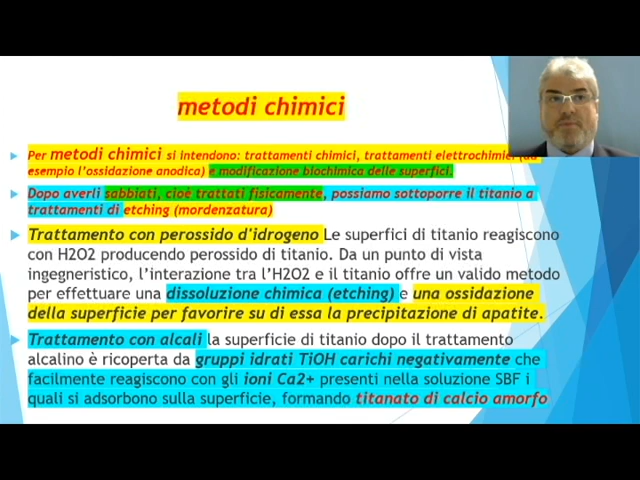 metodi chimici
Per metodi chimici si intendono: trattamenti chimici, trattamenti elettrochimici (ad
esempio l'ossidazione anodica) e modificazione biochimica delle superfici.
Dopo averli sabbiati, cioè trattati fisicamente, possiamo sottoporre il titanio a
trattamenti di etching (mordenzatura)
Trattamento con perossido d'idrogeno Le superfici di titanio reagiscono
con H2O2 producendo perossido di titanio. Da un punto di vista
ingegneristico, l'interazione tra l'H2O2 e il titanio offre un valido metodo
per effettuare una dissoluzione chimica (etching) e una ossidazione
della superficie per favorire su di essa la precipitazione di apatite.
Trattamento con alcali la superficie di titanio dopo il trattamento
alcalino è ricoperta da gruppi idrati TiOH carichi negativamente che
facilmente reagiscono con gli ioni Ca2+ presenti nella soluzione SBF i
quali si adsorbono sulla superficie, formando titanato di calcio amorfo